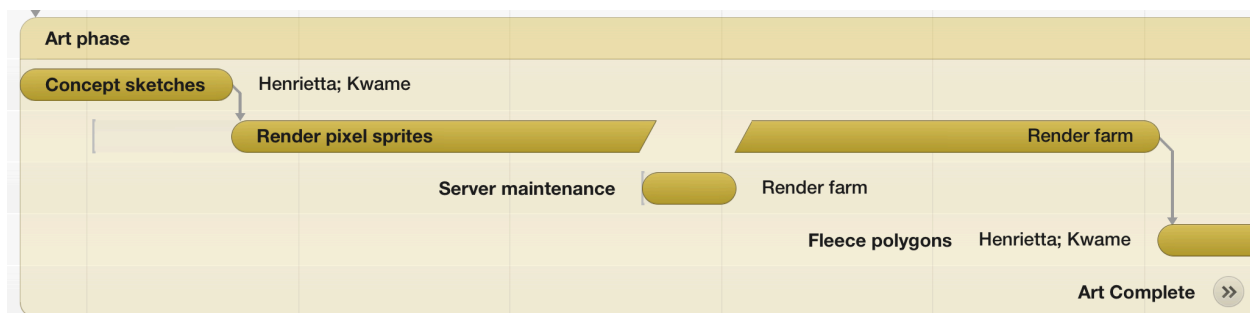 Art phase
Concept sketches Henrietta; Kwame
Render pixel sprites Render farm
Server maintenance Render farm
Fleece polygons Henrietta; Kwame
Art Complete